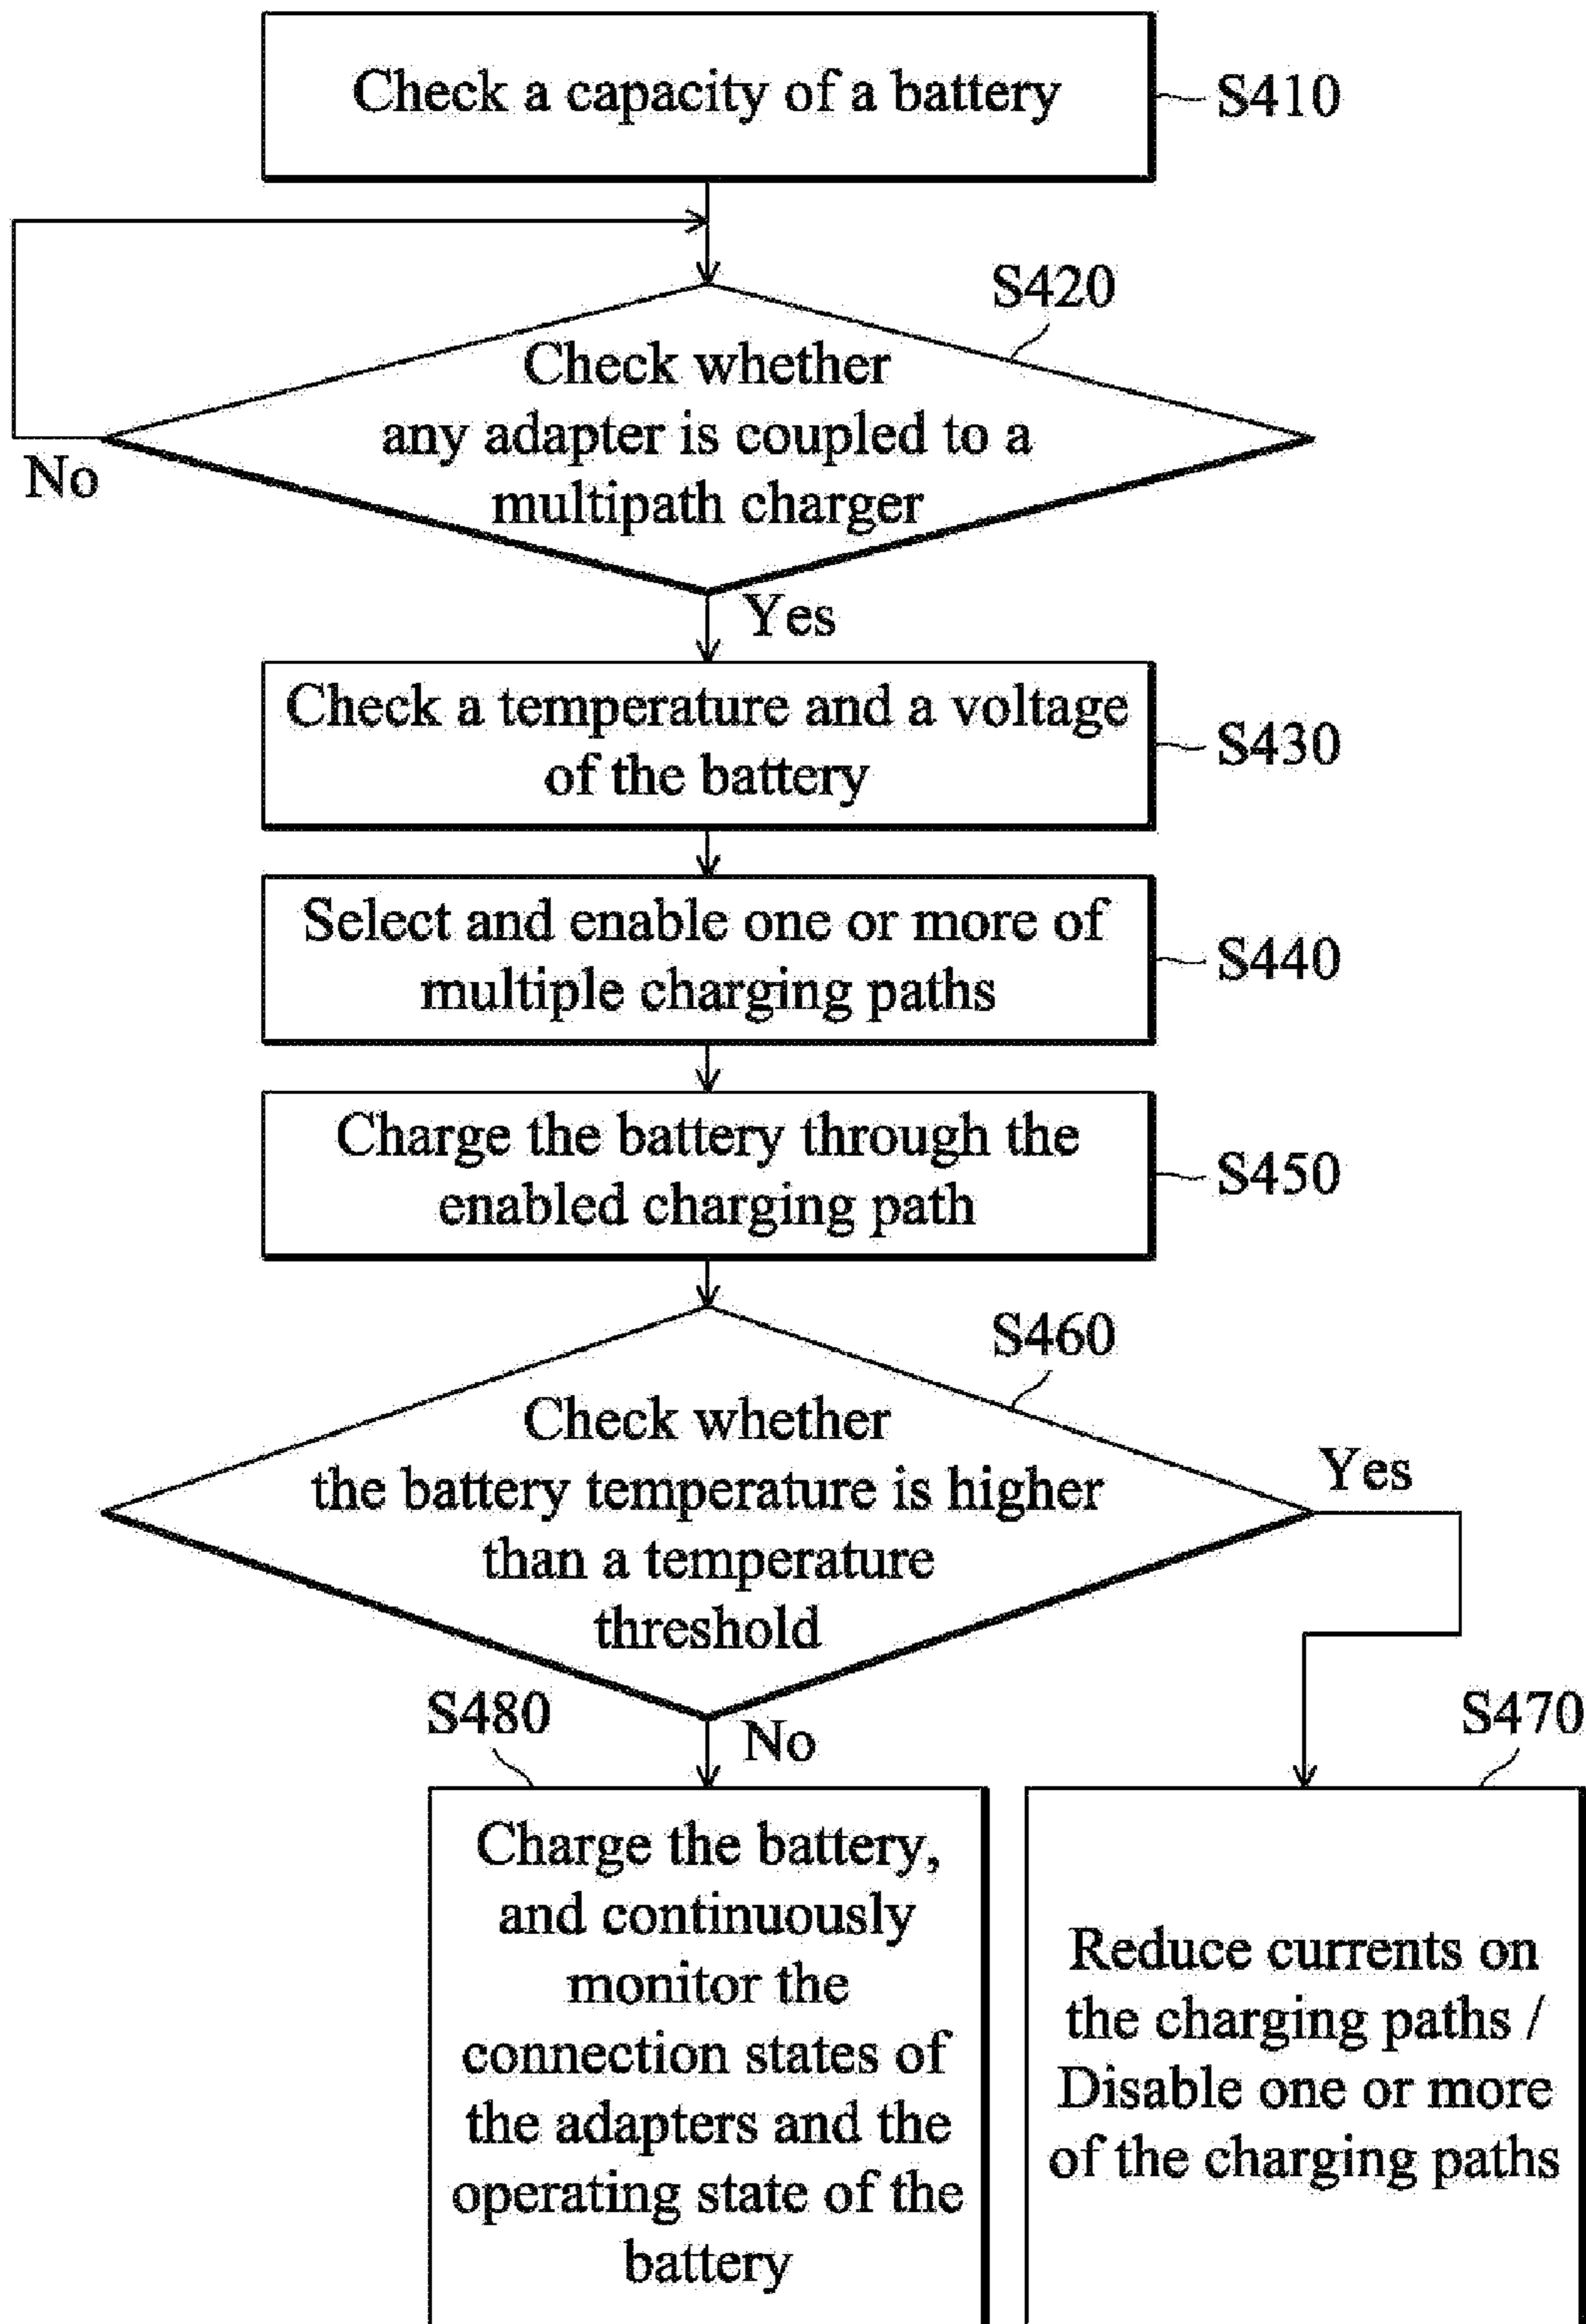 Check a capacity of a battery
S410
S420
Check whether
any adapter is coupled to a
multipath charger
No
Yes
Check a temperature and a voltage
of the battery
S430
Select and enable one or more of
multiple charging paths
S440
Charge the battery through the
enabled charging path
S450
S460
Check whether
the battery temperature is higher
than a temperature
threshold
Yes
No
S480
Charge the battery,
and continuously
monitor the
connection states of
the adapters and the
operating state of the
battery
S470
Reduce currents on
the charging paths /
Disable one or more
of the charging paths